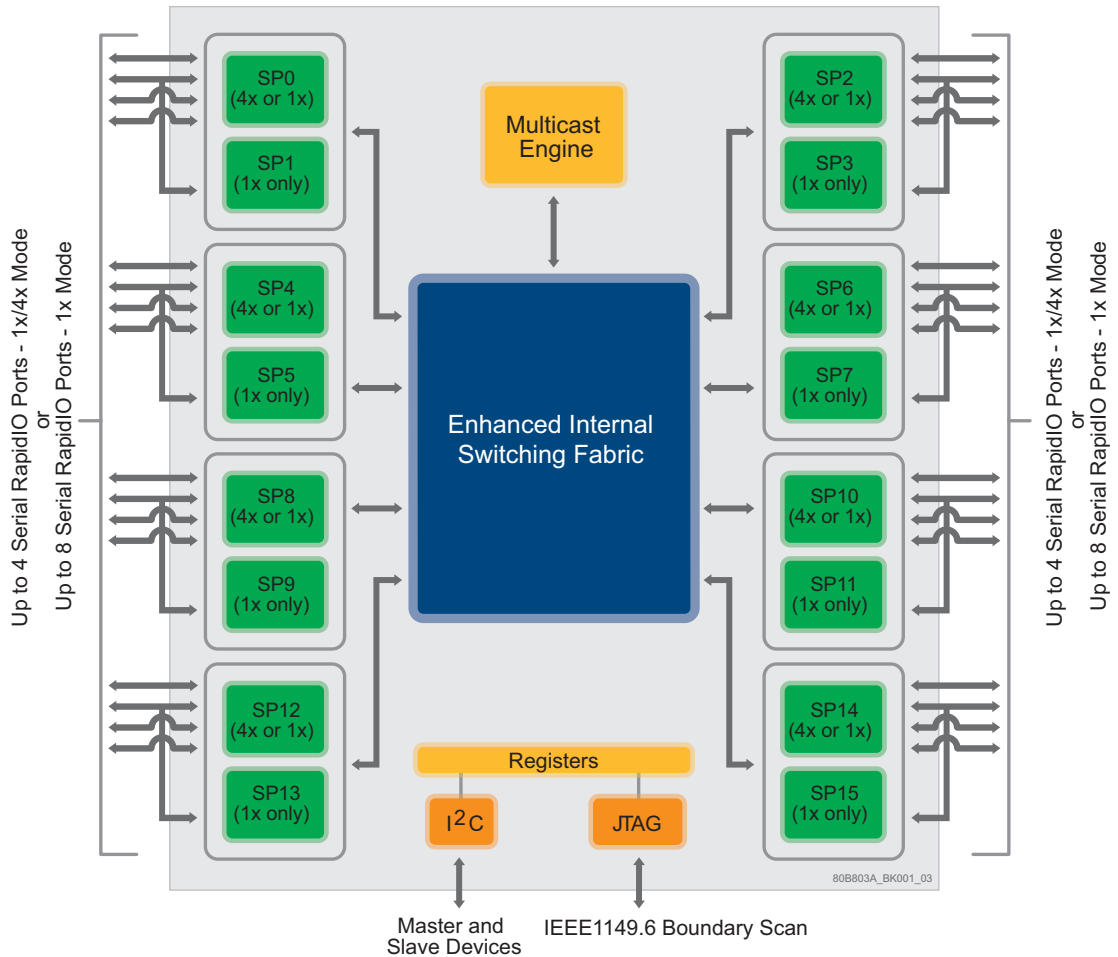 Up to 4 Serial RapidIO Ports - 1x/4x Mode
or
Up to 8 Serial RapidIO Ports - 1x Mode
SP0
(4x or 1x)
SP1
(1x only)
SP4
(4x or 1x)
SP5
(1x only)
SP8
(4x or 1x)
SP9
(1x only)
SP12
(4x or 1x)
SP13
(1x only)
Multicast
Engine
Enhanced Internal
Switching Fabric
Registers
I²C
JTAG
Master and
Slave Devices
IEEE1149.6 Boundary Scan
SP2
(4x or 1x)
SP3
(1x only)
SP6
(4x or 1x)
SP7
(1x only)
SP10
(4x or 1x)
SP11
(1x only)
SP14
(4x or 1x)
SP15
(1x only)
80B803A_BK001_03
Up to 4 Serial RapidIO Ports - 1x/4x Mode
or
Up to 8 Serial RapidIO Ports - 1x Mode